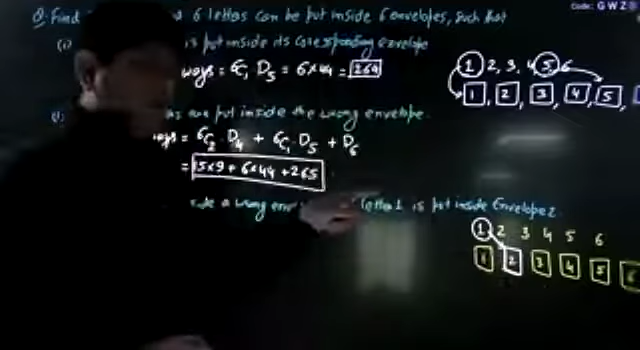 Code: GWZ
Q. Find 6 letters can be put inside 6 envelopes, such that
(i) is put inside its corresponding envelope
ways = 6C1 D5 = 6×44 = 264
1 2, 3, 4 5 6
1, 2, 3, 4, 5,
are put inside the wrong envelope.
= 6C2 · D4 + 6C1 · D5 + D6
= 15×9 + 6×44 + 265
a wrong letter 1 is put inside Envelope 2.
1 2 3 4 5 6
1 2 3 4 5 6